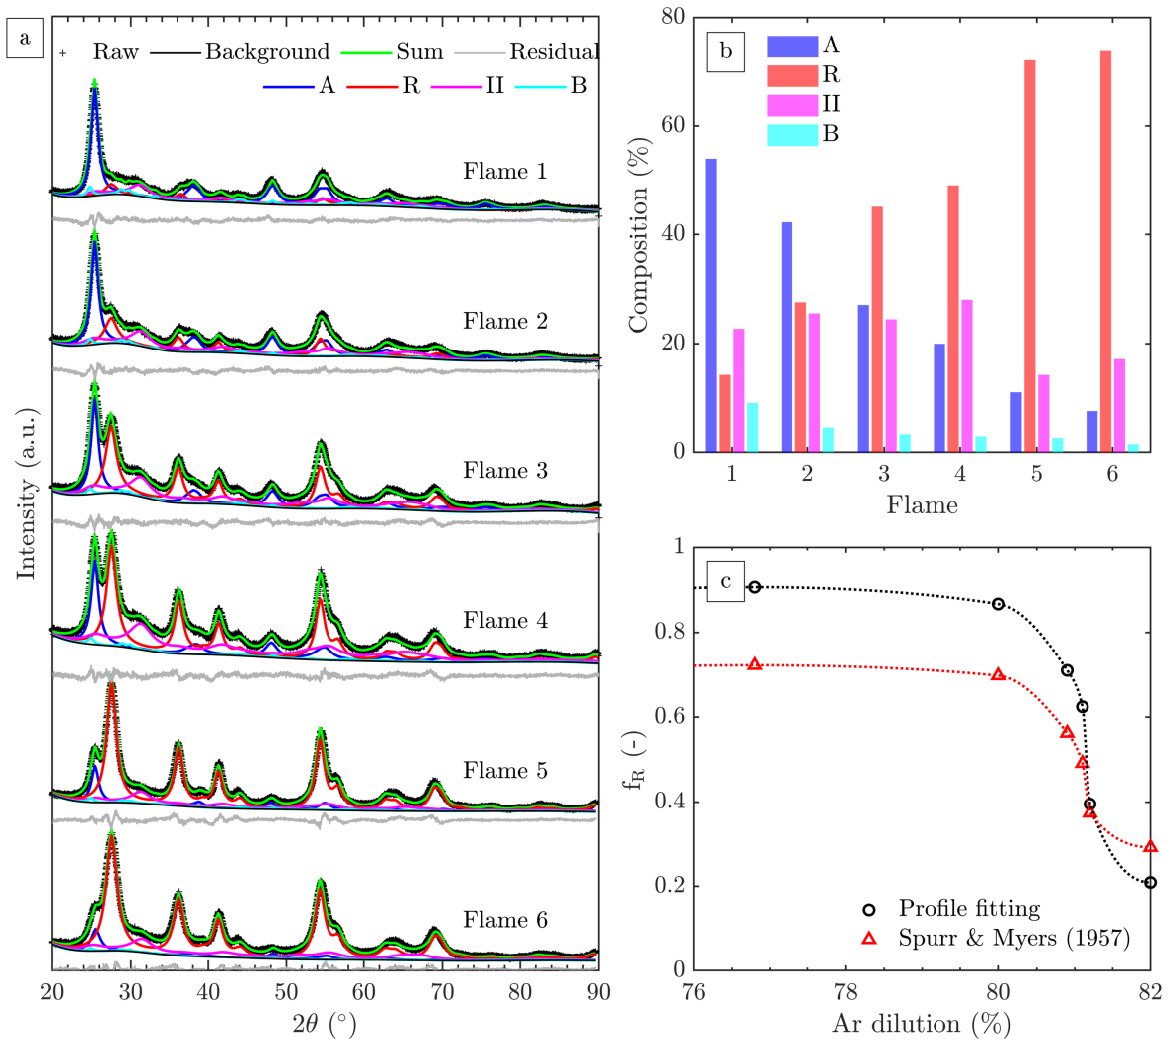 a
+ Raw Background Sum Residual
A R II B
Flame 1
Flame 2
Flame 3
Flame 4
Flame 5
Flame 6
Intensity (a.u.)
20 30 40 50 60 70 80 90
2θ (°)
b
A
R
II
B
80
60
40
20
0
Composition (%)
1 2 3 4 5 6
Flame
c
1
0.8
0.6
0.4
0.2
0
f_R (-)
Profile fitting
Spurr & Myers (1957)
76 78 80 82
Ar dilution (%)